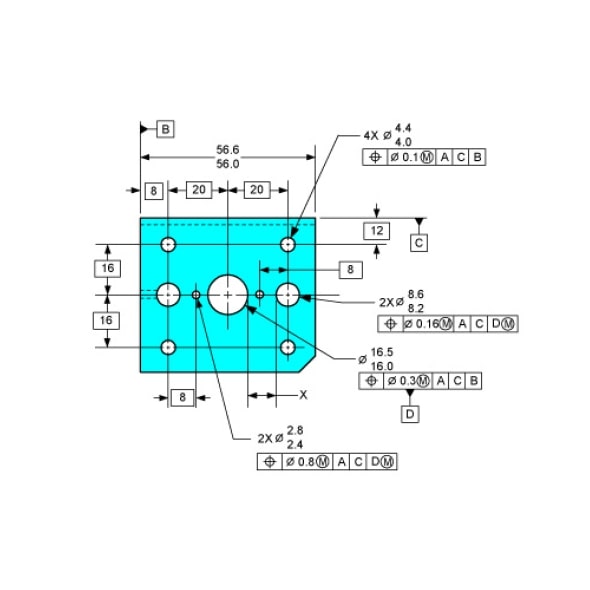 B
4X Ø 4.4
4.0
⌖ Ø 0.1Ⓜ A C B
56.6
56.0
8 20 20
12
C
16
8
2X Ø 8.6
8.2
⌖ Ø 0.16Ⓜ A C DⓂ
16
Ø 16.5
16.0
⌖ Ø 0.3Ⓜ A C B
8
X
D
2X Ø 2.8
2.4
⌖ Ø 0.8Ⓜ A C DⓂ